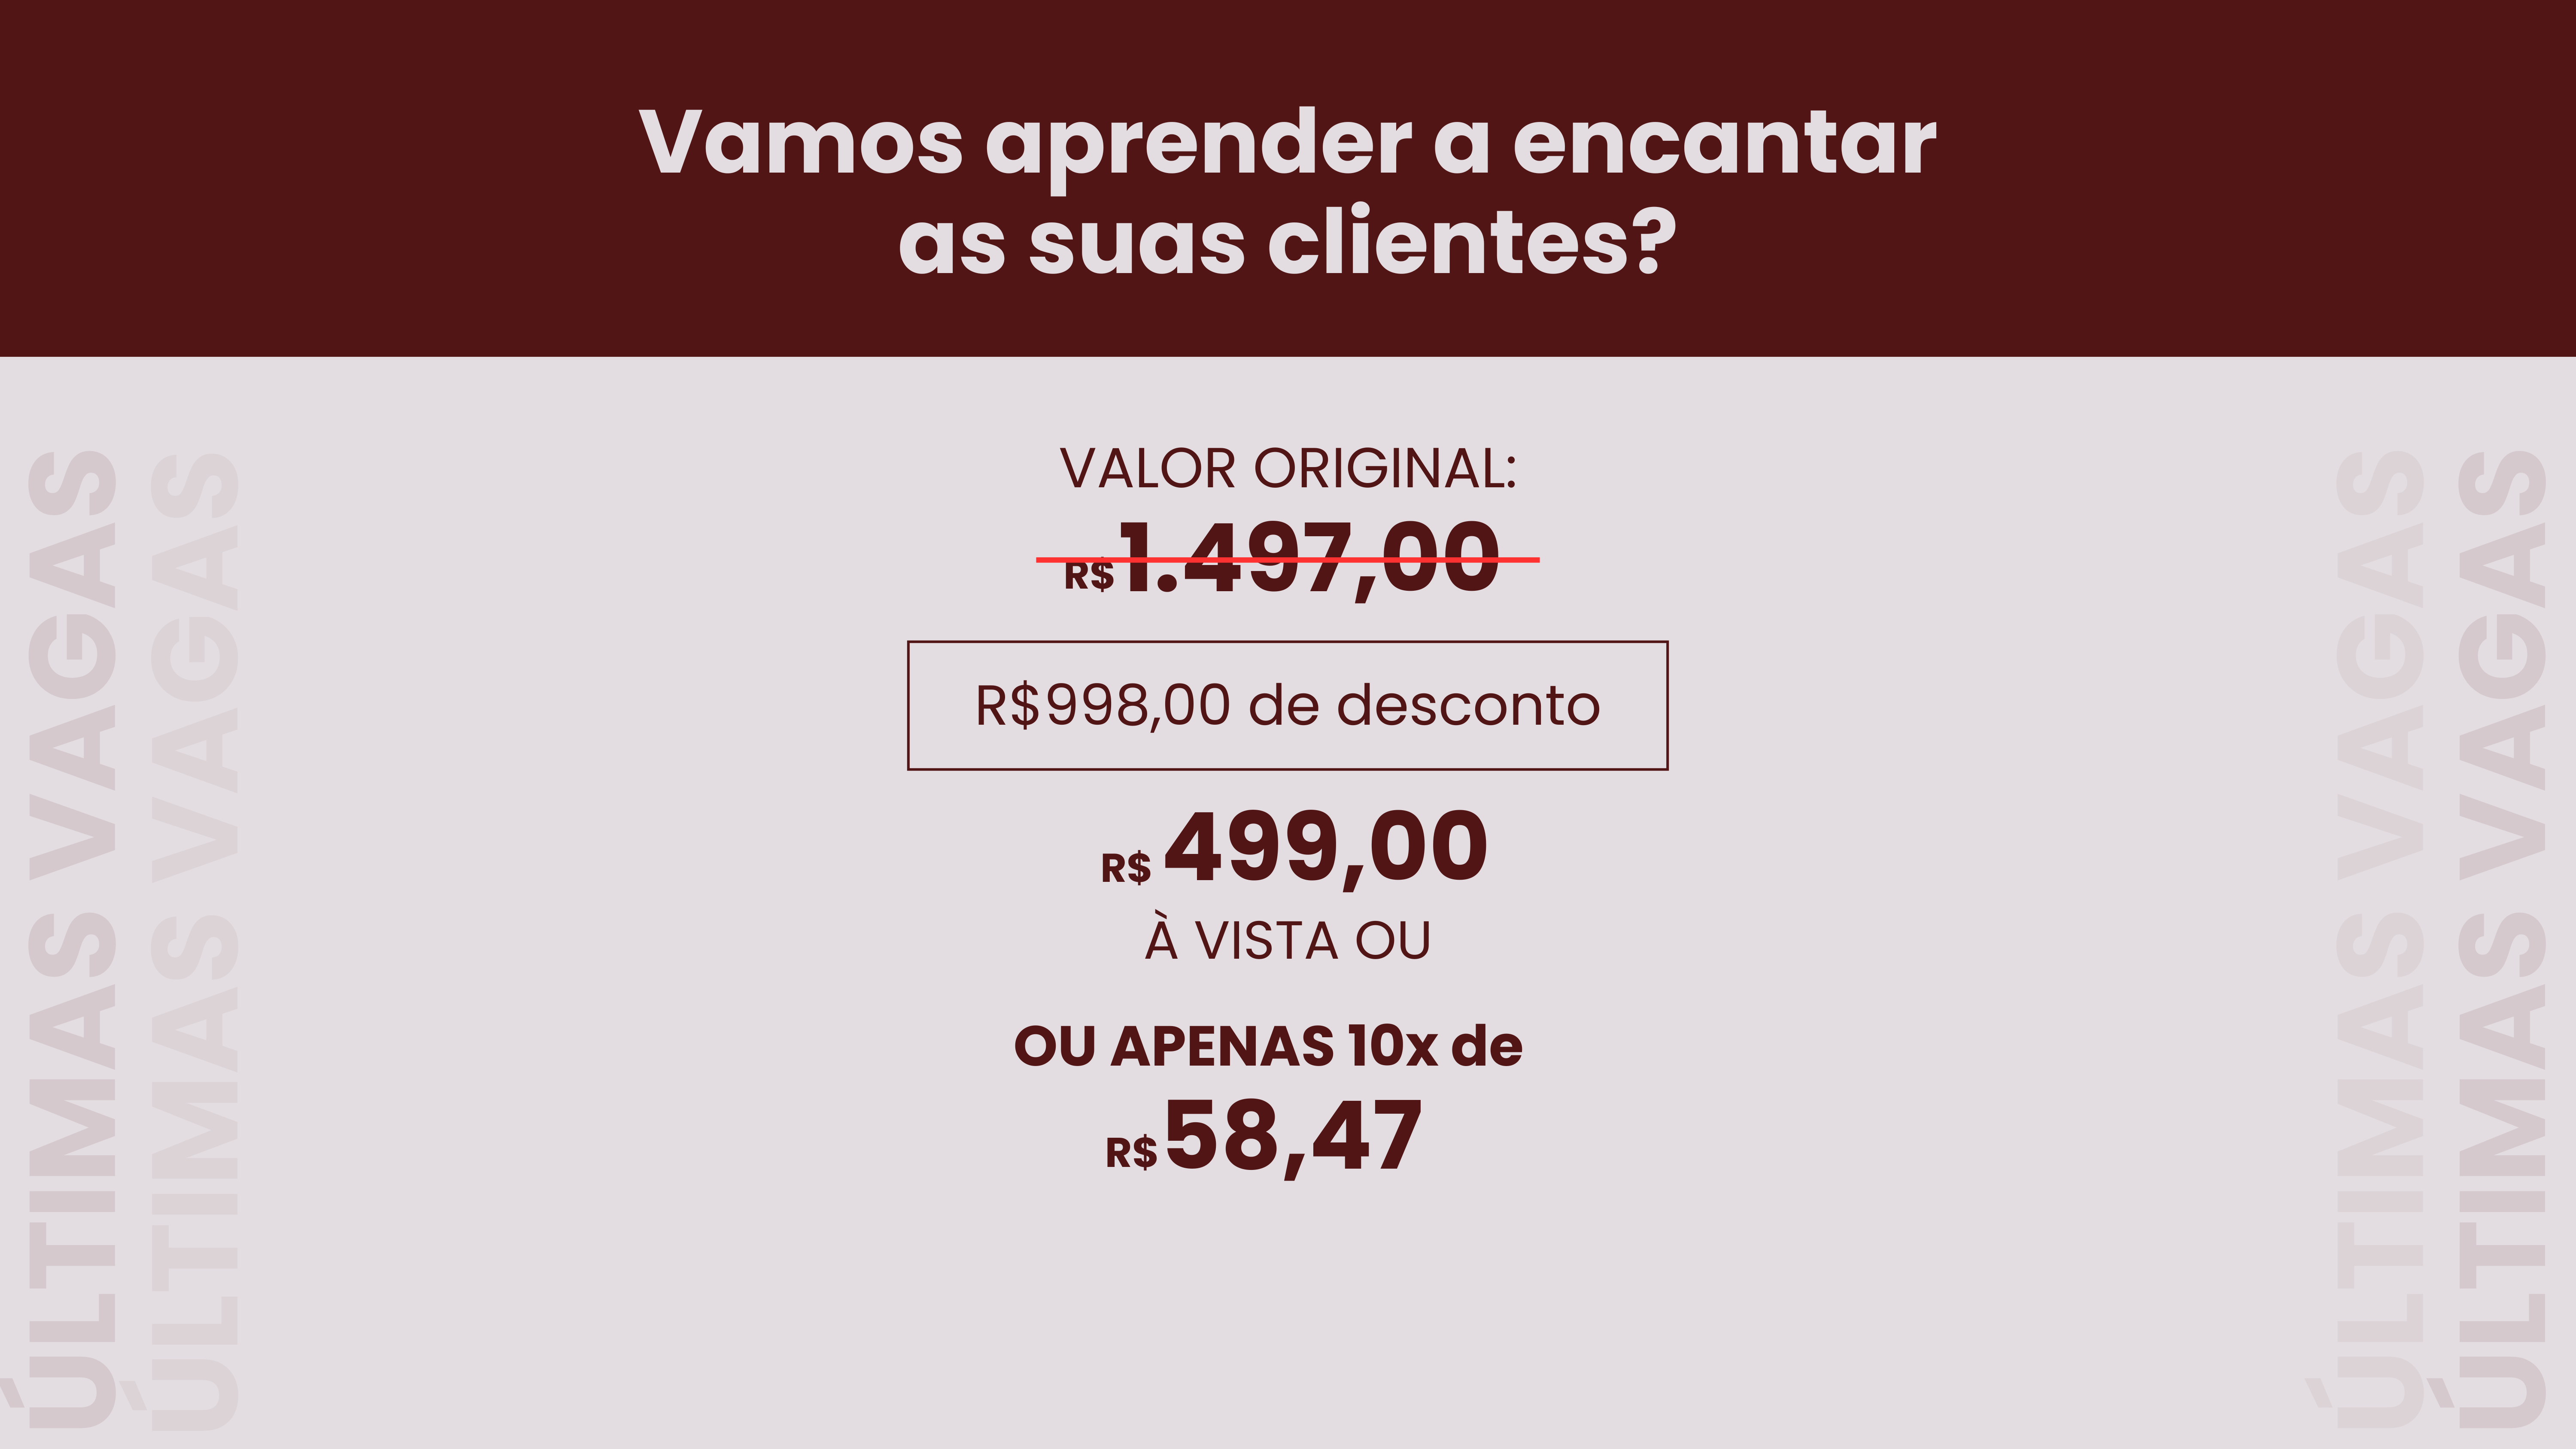 Vamos aprender a encantar
as suas clientes?
VALOR ORIGINAL:
R$1.497,00
R$998,00 de desconto
R$ 499,00
À VISTA OU
OU APENAS 10x de
R$58,47
ÚLTIMAS VAGAS
ÚLTIMAS VAGAS
ÚLTIMAS VAGAS
ÚLTIMAS VAGAS